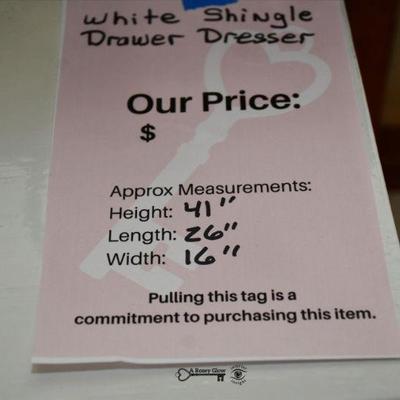 White Shingle
Drawer Dresser
Our Price:
$
Approx Measurements:
Height: 41"
Length: 26"
Width: 16"
Pulling this tag is a
commitment to purchasing this item.
A Rosey Glow